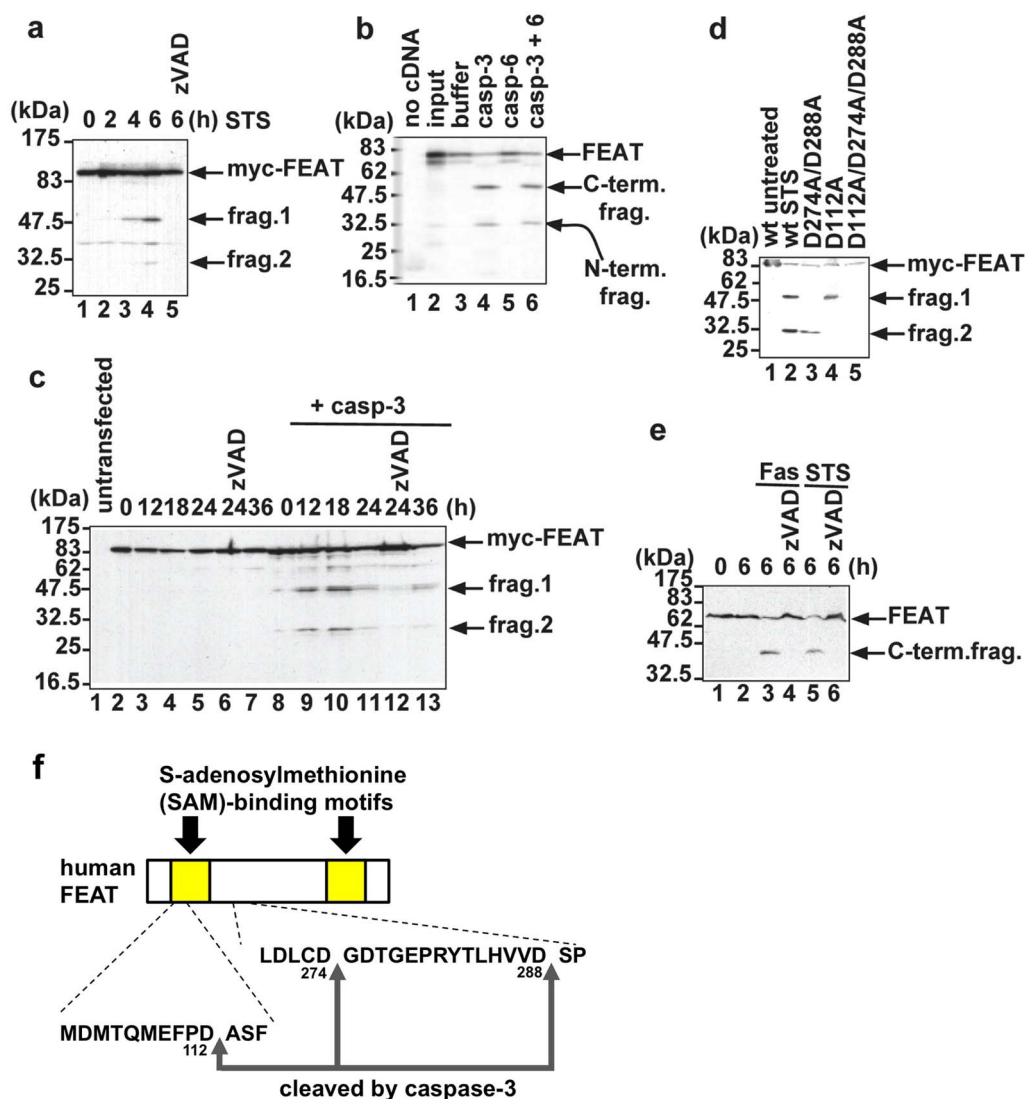 a
zVAD
(kDa) 0 2 4 6 6 (h) STS
175
83
47.5
32.5
25
myc-FEAT
frag.1
frag.2
1 2 3 4 5
b
no cDNA
input
buffer
casp-3
casp-6
casp-3 + 6
(kDa)
83
62
47.5
32.5
25
16.5
FEAT
C-term.
frag.
N-term.
frag.
1 2 3 4 5 6
d
wt untreated
wt STS
D274A/D288A
D112A
D112A/D274A/D288A
(kDa)
83
62
47.5
32.5
25
myc-FEAT
frag.1
frag.2
1 2 3 4 5
c
+ casp-3
untransfected
zVAD
zVAD
(kDa) 0 12 18 24 24 36 0 12 18 24 24 36 (h)
175
83
62
47.5
32.5
25
16.5
myc-FEAT
frag.1
frag.2
1 2 3 4 5 6 7 8 9 10 11 12 13
e
Fas STS
zVAD
zVAD
(kDa) 0 6 6 6 6 6 (h)
175
83
62
47.5
32.5
FEAT
C-term.frag.
1 2 3 4 5 6
f
S-adenosylmethionine
(SAM)-binding motifs
human
FEAT
LDLCD GDTGEPRYTLHVVD SP
274 288
MDMTQMEFPD ASF
112
cleaved by caspase-3